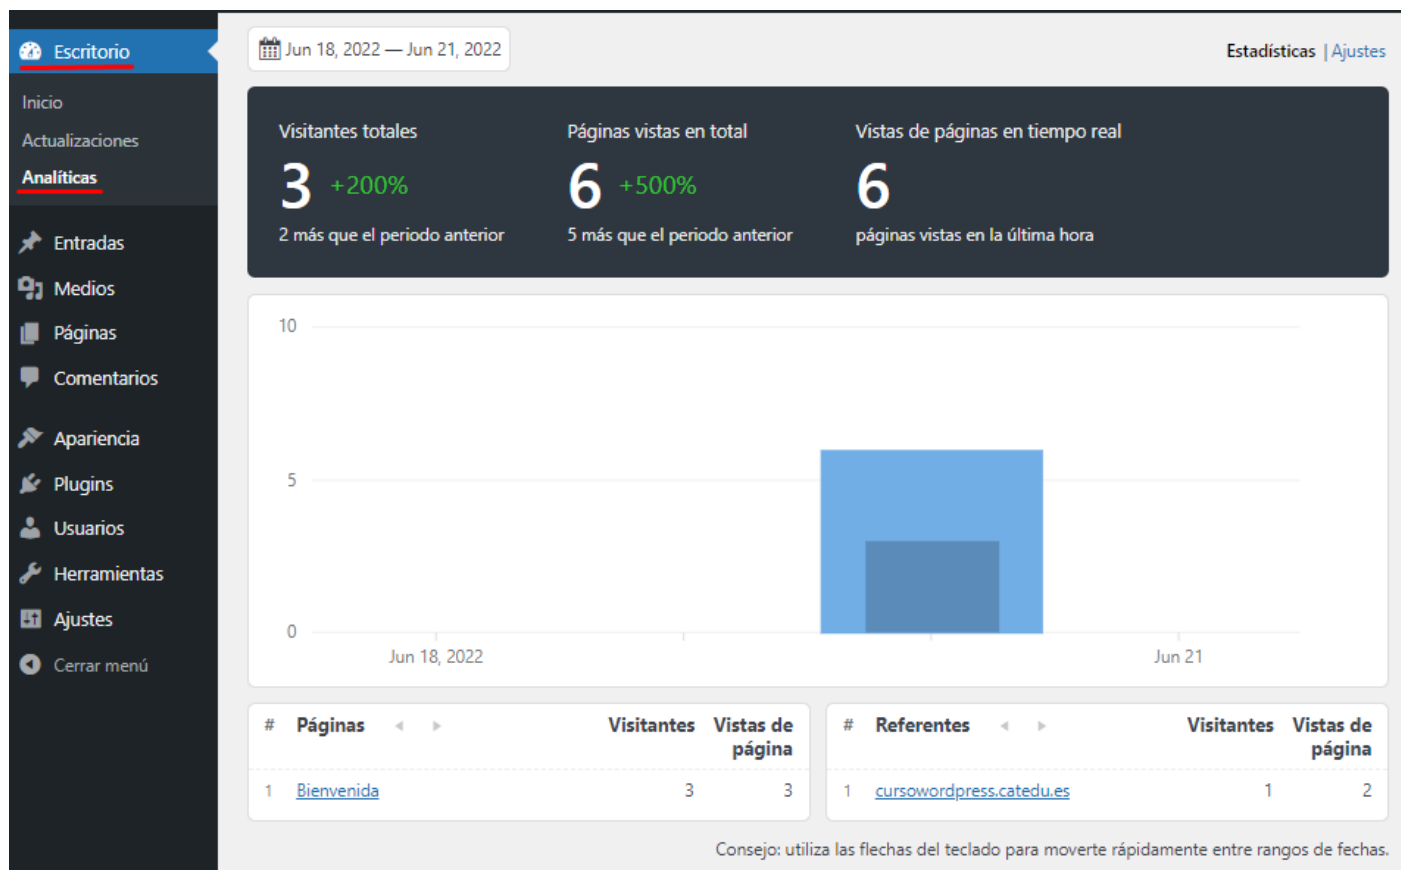 Escritorio
Inicio
Actualizaciones
Analíticas
Entradas
Medios
Páginas
Comentarios
Apariencia
Plugins
Usuarios
Herramientas
Ajustes
Cerrar menú
Jun 18, 2022 — Jun 21, 2022
Estadísticas | Ajustes
Visitantes totales
3 +200%
2 más que el periodo anterior
Páginas vistas en total
6 +500%
5 más que el periodo anterior
Vistas de páginas en tiempo real
6
páginas vistas en la última hora
10
5
0
Jun 18, 2022 Jun 21
# Páginas Visitantes Vistas de
página
1 Bienvenida 3 3
# Referentes Visitantes Vistas de
página
1 cursowordpress.catedu.es 1 2
Consejo: utiliza las flechas del teclado para moverte rápidamente entre rangos de fechas.